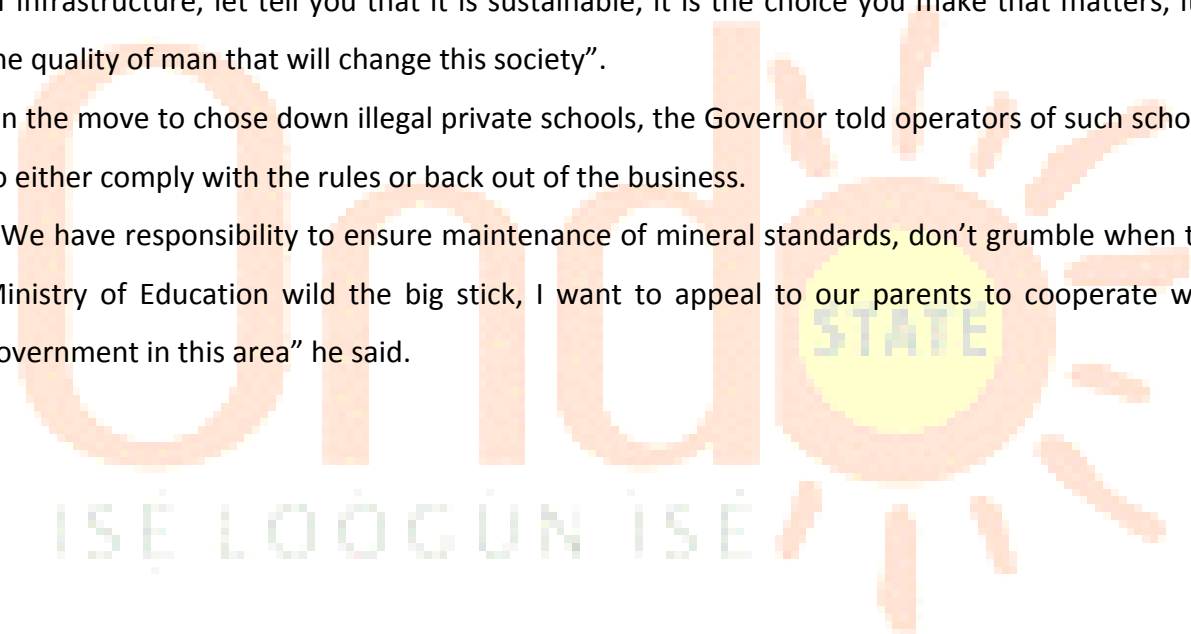 infrastructure, let tell you that it is sustainable, it is the choice you make that matters,
quality of man that will change this society”.
the move to chose down illegal private schools, the Governor told operators of such
either comply with the rules or back out of the business.
We have responsibility to ensure maintenance of mineral standards, don’t grumble when
Ministry of Education wild the big stick, I want to appeal to our parents to cooperate
government in this area” he said.
Ondo
STATE
ISE LOOGUN ISE